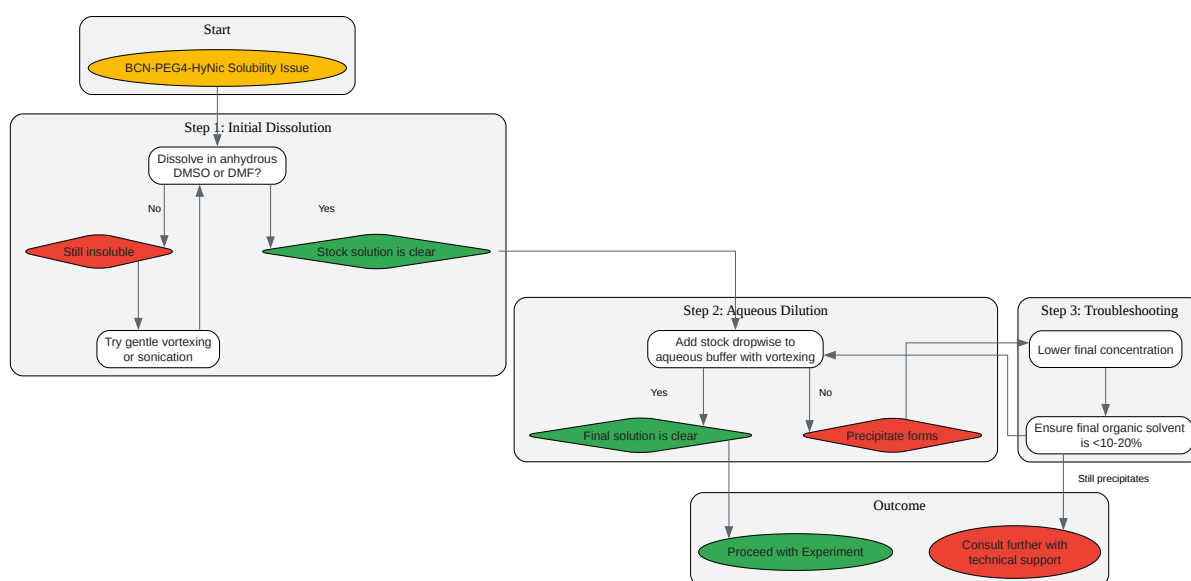 Start
BCN-PEG4-HyNic Solubility Issue
Step 1: Initial Dissolution
Dissolve in anhydrous
DMSO or DMF?
No
Yes
Still insoluble
Stock solution is clear
Try gentle vortexing
or sonication
Step 2: Aqueous Dilution
Add stock dropwise to
aqueous buffer with vortexing
Yes
No
Final solution is clear
Precipitate forms
Step 3: Troubleshooting
Lower final concentration
Ensure final organic solvent
is <10-20%
Still precipitates
Outcome
Proceed with Experiment
Consult further with
technical support